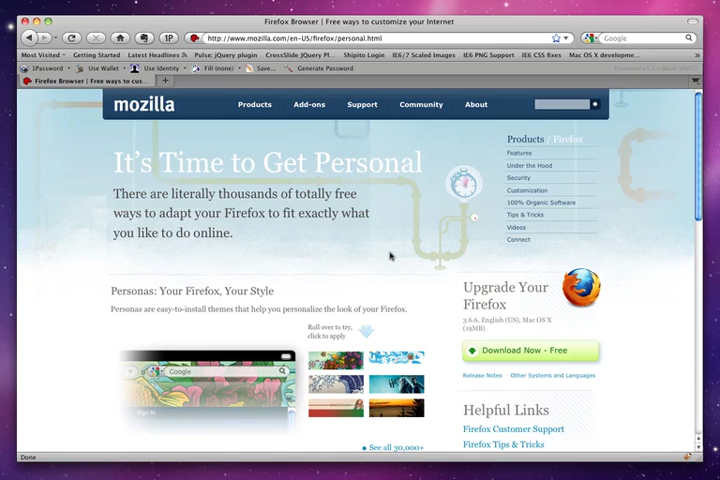 Firefox Browser | Free ways to customize your Internet
1P
http://www.mozilla.com/en-US/firefox/personal.html
Google
Most Visited
Getting Started
Latest Headlines
Pulse: jQuery plugin
CrossSlide jQuery Pl...
Shipito Login
IE6/7 Scaled Images
IE6 PNG Support
IE6 CSS fixes
Mac OS X developme...
1Password
Use Wallet
Use Identity
Fill (none)
Save...
Generate Password
Firefox Browser | Free ways to cus...
mozilla
Products
Add-ons
Support
Community
About
It's Time to Get Personal
There are literally thousands of totally free
ways to adapt your Firefox to fit exactly what
you like to do online.
Products / Firefox
Features
Under the Hood
Security
Customization
100% Organic Software
Tips & Tricks
Videos
Connect
Personas: Your Firefox, Your Style
Personas are easy-to-install themes that help you personalize the look of your Firefox.
Roll over to try,
click to apply
Google
Sign In
See all 30,000+
Upgrade Your
Firefox
3.6.6, English (US), Mac OS X
(19MB)
Download Now - Free
Release Notes - Other Systems and Languages
Helpful Links
Firefox Customer Support
Firefox Tips & Tricks
Done